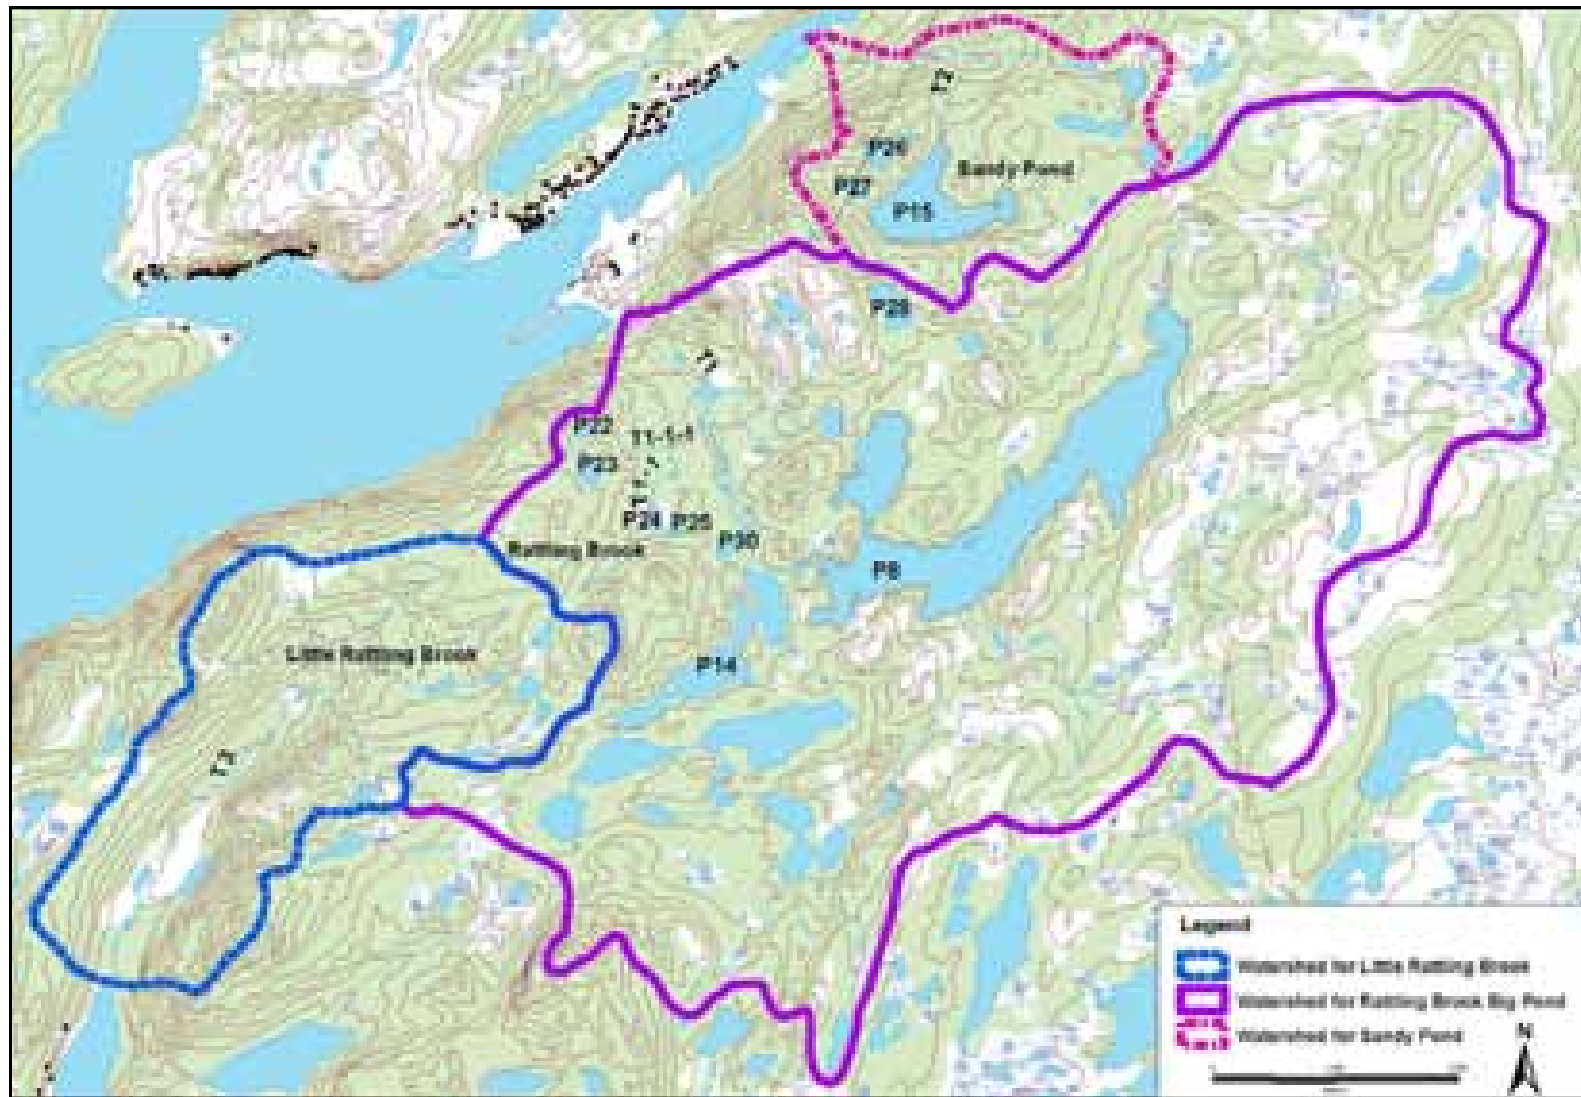 P26
Sandy Pond
P27
P15
P28
P22
T1-1-1
P23
P24 P25
Rattling Brook
P30
P8
Little Rattling Brook
P14
Legend
Watershed for Little Rattling Brook
Watershed for Rattling Brook Big Pond
Watershed for Sandy Pond
N